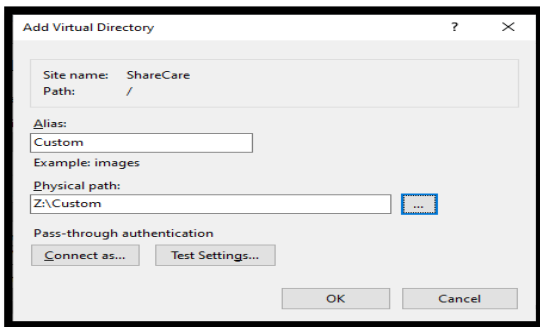 Add Virtual Directory ? ×
Site name: ShareCare
Path: /
Alias:
Custom
Example: images
Physical path:
Z:\Custom ...
Pass-through authentication
Connect as... Test Settings...
OK Cancel